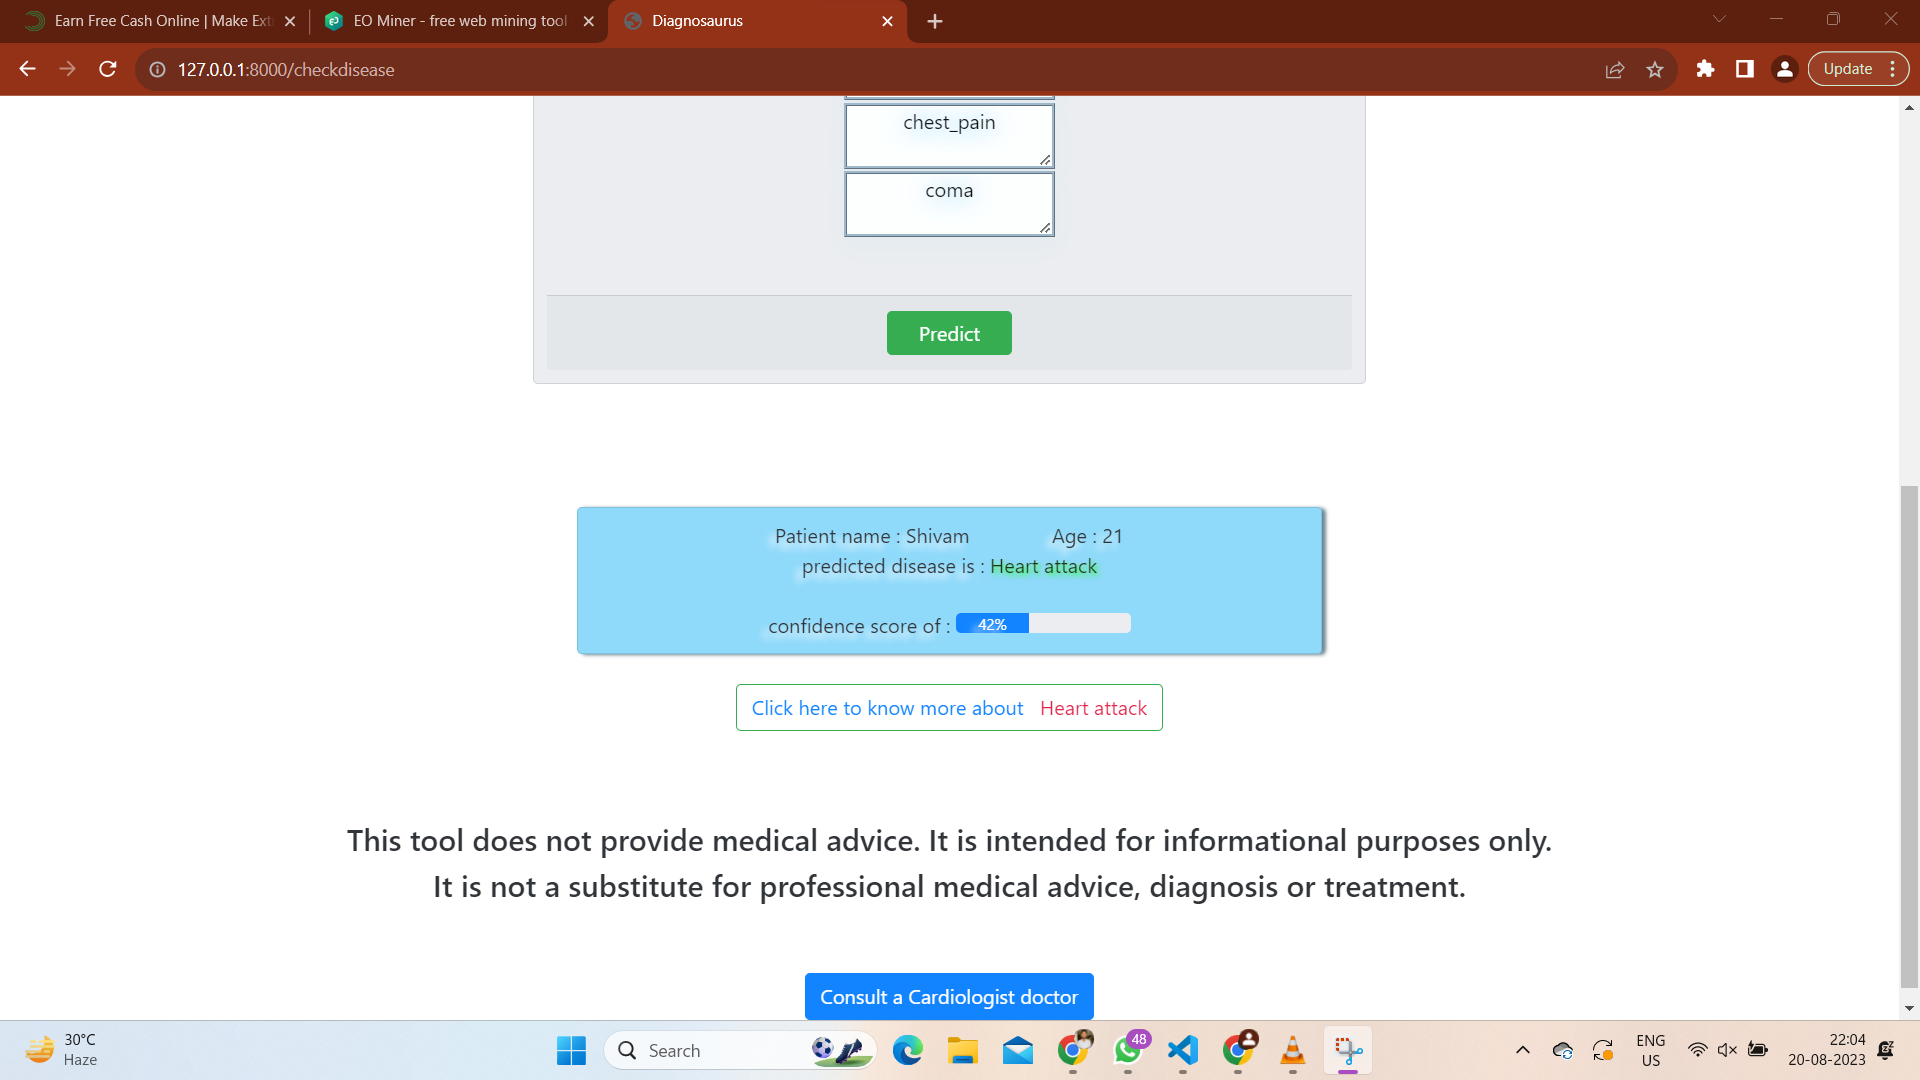 Earn Free Cash Online | Make Ext
EO Miner - free web mining tool
Diagnosaurus
127.0.0.1:8000/checkdisease
Update
chest_pain
coma
Predict
Patient name : Shivam Age : 21
predicted disease is : Heart attack
confidence score of : 42%
Click here to know more about Heart attack
This tool does not provide medical advice. It is intended for informational purposes only.
It is not a substitute for professional medical advice, diagnosis or treatment.
Consult a Cardiologist doctor
30°C
Haze
Search
48
ENG
US
22:04
20-08-2023